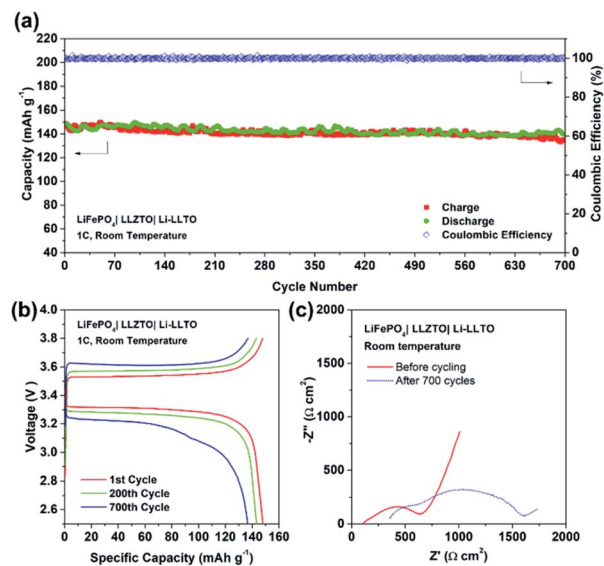 (a)
220
200
180
160
140
120
100
80
60
40
Capacity (mAh g⁻¹)
100
80
60
40
20
0
Coulombic Efficiency (%)
LiFePO₄| LLZTO| Li-LLTO
1C, Room Temperature
Charge
Discharge
Coulombic Efficiency
0 70 140 210 280 350 420 490 560 630 700
Cycle Number
(b)
4.0
3.8
3.6
3.4
3.2
3.0
2.8
2.6
Voltage (V )
LiFePO₄| LLZTO| Li-LLTO
1C, Room Temperature
1st Cycle
200th Cycle
700th Cycle
0 20 40 60 80 100 120 140 160
Specific Capacity (mAh g⁻¹)
(c)
2000
1500
1000
500
0
-Z'' (Ω cm²)
LiFePO₄| LLZTO| Li-LLTO
Room temperature
Before cycling
After 700 cycles
0 500 1000 1500 2000
Z' (Ω cm²)